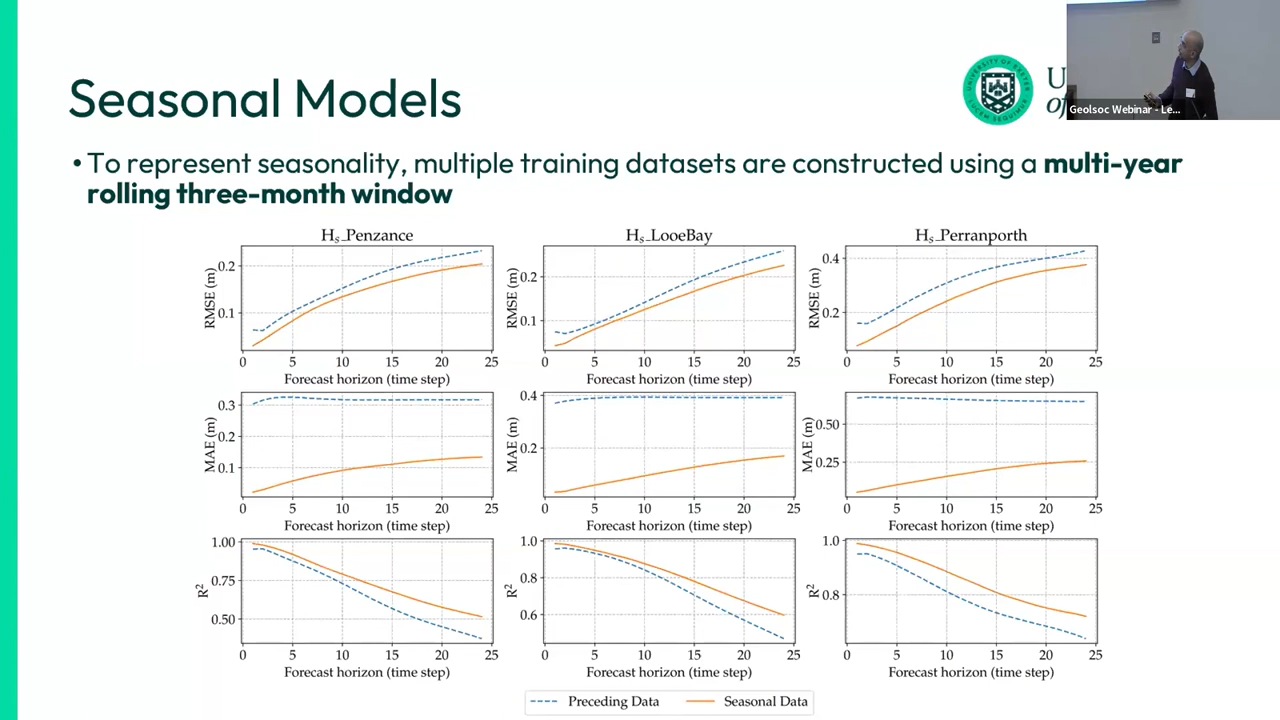 Seasonal Models
UNIVERSITY OF EXETER
LUCEM SEQUIMUR
U
of
Geolsoc Webinar - Le...
• To represent seasonality, multiple training datasets are constructed using a multi-year
rolling three-month window
Hs_Penzance
Hs_LooeBay
Hs_Perranporth
RMSE (m)
0.2
0.1
0 5 10 15 20 25
Forecast horizon (time step)
RMSE (m)
0.2
0.1
0 5 10 15 20 25
Forecast horizon (time step)
RMSE (m)
0.4
0.2
0 5 10 15 20 25
Forecast horizon (time step)
MAE (m)
0.3
0.2
0.1
0 5 10 15 20 25
Forecast horizon (time step)
MAE (m)
0.4
0.2
0 5 10 15 20 25
Forecast horizon (time step)
MAE (m)
0.50
0.25
0 5 10 15 20 25
Forecast horizon (time step)
R²
1.00
0.75
0.50
0 5 10 15 20 25
Forecast horizon (time step)
R²
1.0
0.8
0.6
0 5 10 15 20 25
Forecast horizon (time step)
R²
1.0
0.8
0 5 10 15 20 25
Forecast horizon (time step)
Preceding Data
Seasonal Data